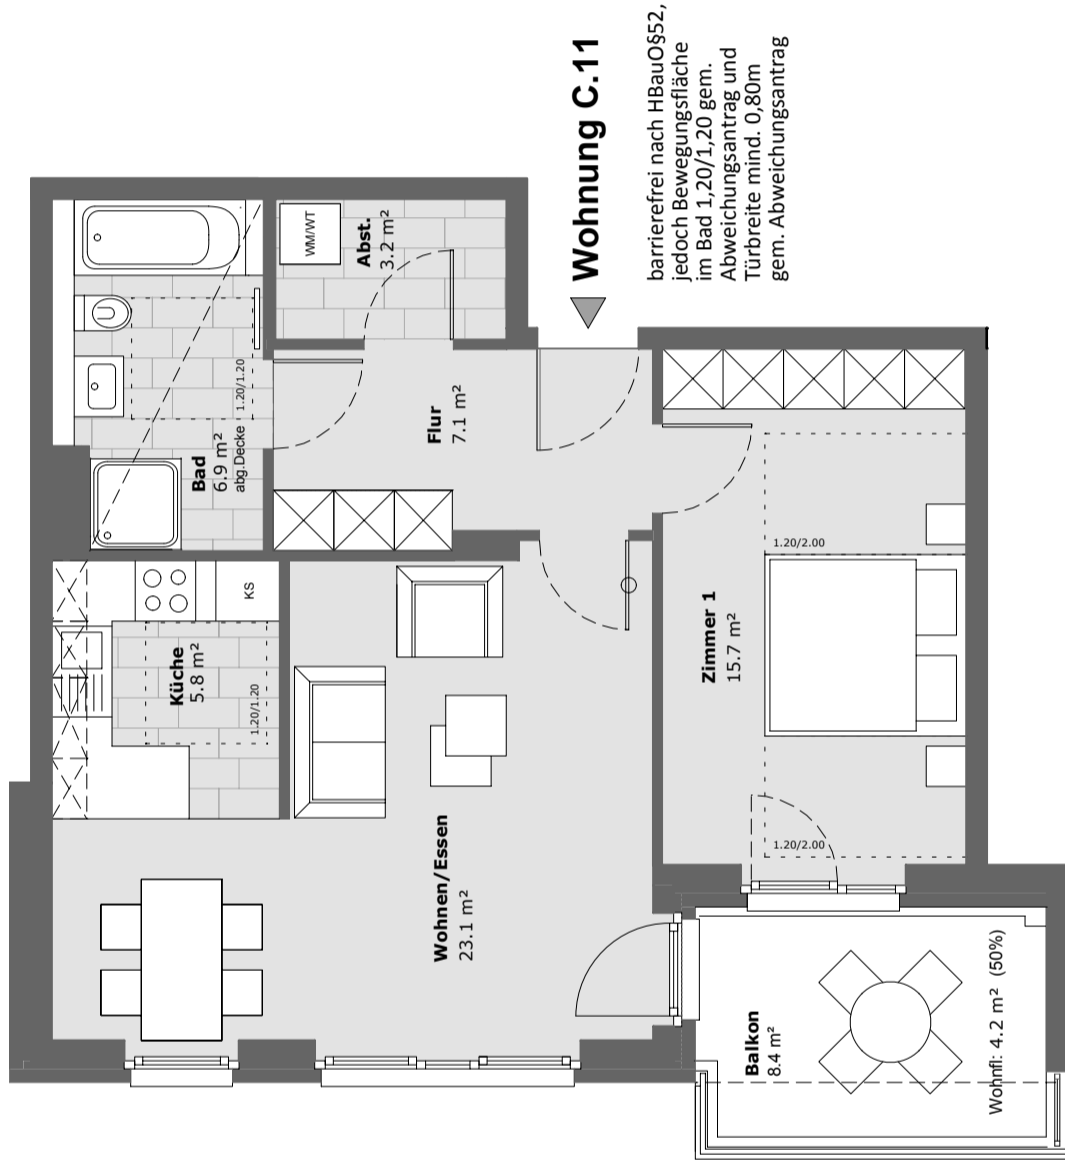 Wohnung C.11
barrierefrei nach HBauO§52,
jedoch Bewegungsfläche
im Bad 1,20/1,20 gem.
Abweichungsantrag und
Türbreite mind. 0,80m
gem. Abweichungsantrag
Bad
6.9 m²
abg.Decke
1.20/1.20
WM/WT
Abst.
3.2 m²
Flur
7.1 m²
Küche
5.8 m²
1.20/1.20
KS
Wohnen/Essen
23.1 m²
Zimmer 1
15.7 m²
1.20/2.00
1.20/2.00
Balkon
8.4 m²
Wohnfl: 4.2 m² (50%)